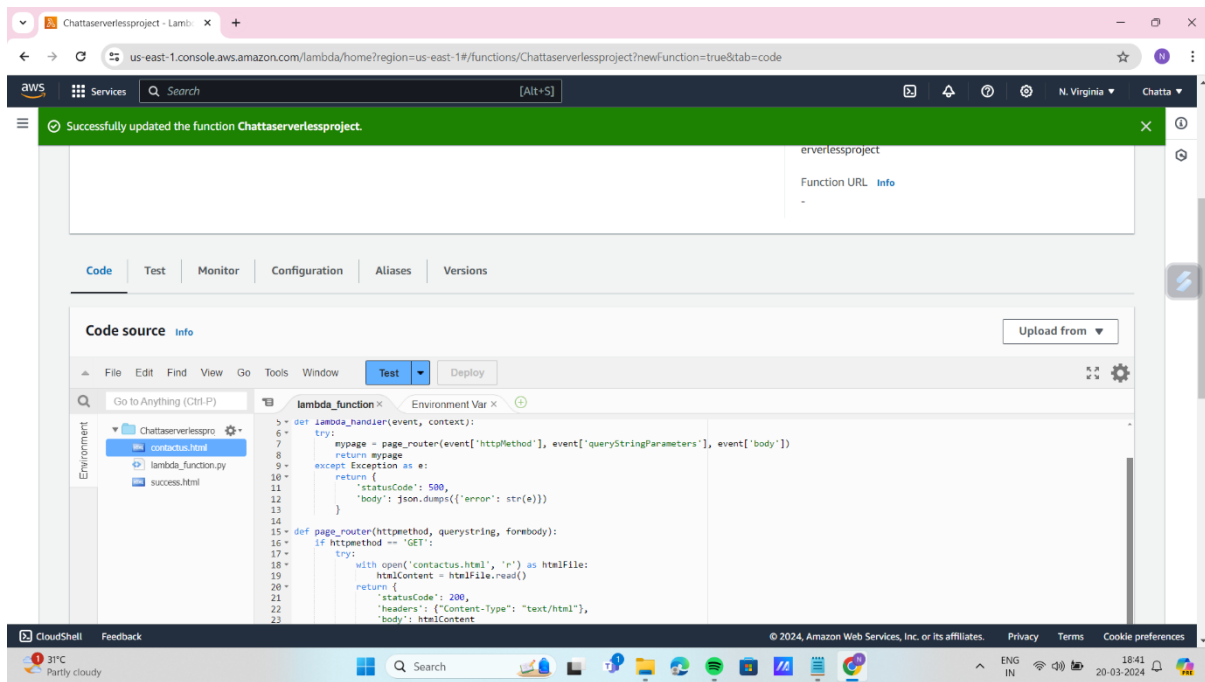 Chattaserverlessproject - Lamb
us-east-1.console.aws.amazon.com/lambda/home?region=us-east-1#/functions/Chattaserverlessproject?newFunction=true&tab=code
N
aws
Services
Search
[Alt+S]
N. Virginia
Chatta
Successfully updated the function Chattaserverlessproject.
erverlessproject
Function URL Info
-
Code Test Monitor Configuration Aliases Versions
Code source Info
Upload from
File Edit Find View Go Tools Window Test Deploy
Go to Anything (Ctrl-P)
lambda_function × Environment Var ×
Environment
Chattaserverlesspro
contactus.html
lambda_function.py
success.html
5 def lambda_handler(event, context):
6 try:
7 mypage = page_router(event['httpMethod'], event['queryStringParameters'], event['body'])
8 return mypage
9 except Exception as e:
10 return {
11 'statusCode': 500,
12 'body': json.dumps({'error': str(e)})
13 }
14
15 def page_router(httpmethod, querystring, formbody):
16 if httpmethod == 'GET':
17 try:
18 with open('contactus.html', 'r') as htmlFile:
19 htmlContent = htmlFile.read()
20 return {
21 'statusCode': 200,
22 'headers': {"Content-Type": "text/html"},
23 'body': htmlContent
CloudShell Feedback
© 2024, Amazon Web Services, Inc. or its affiliates. Privacy Terms Cookie preferences
1
31°C
Partly cloudy
Search
1
ENG
IN
18:41
20-03-2024
PRE